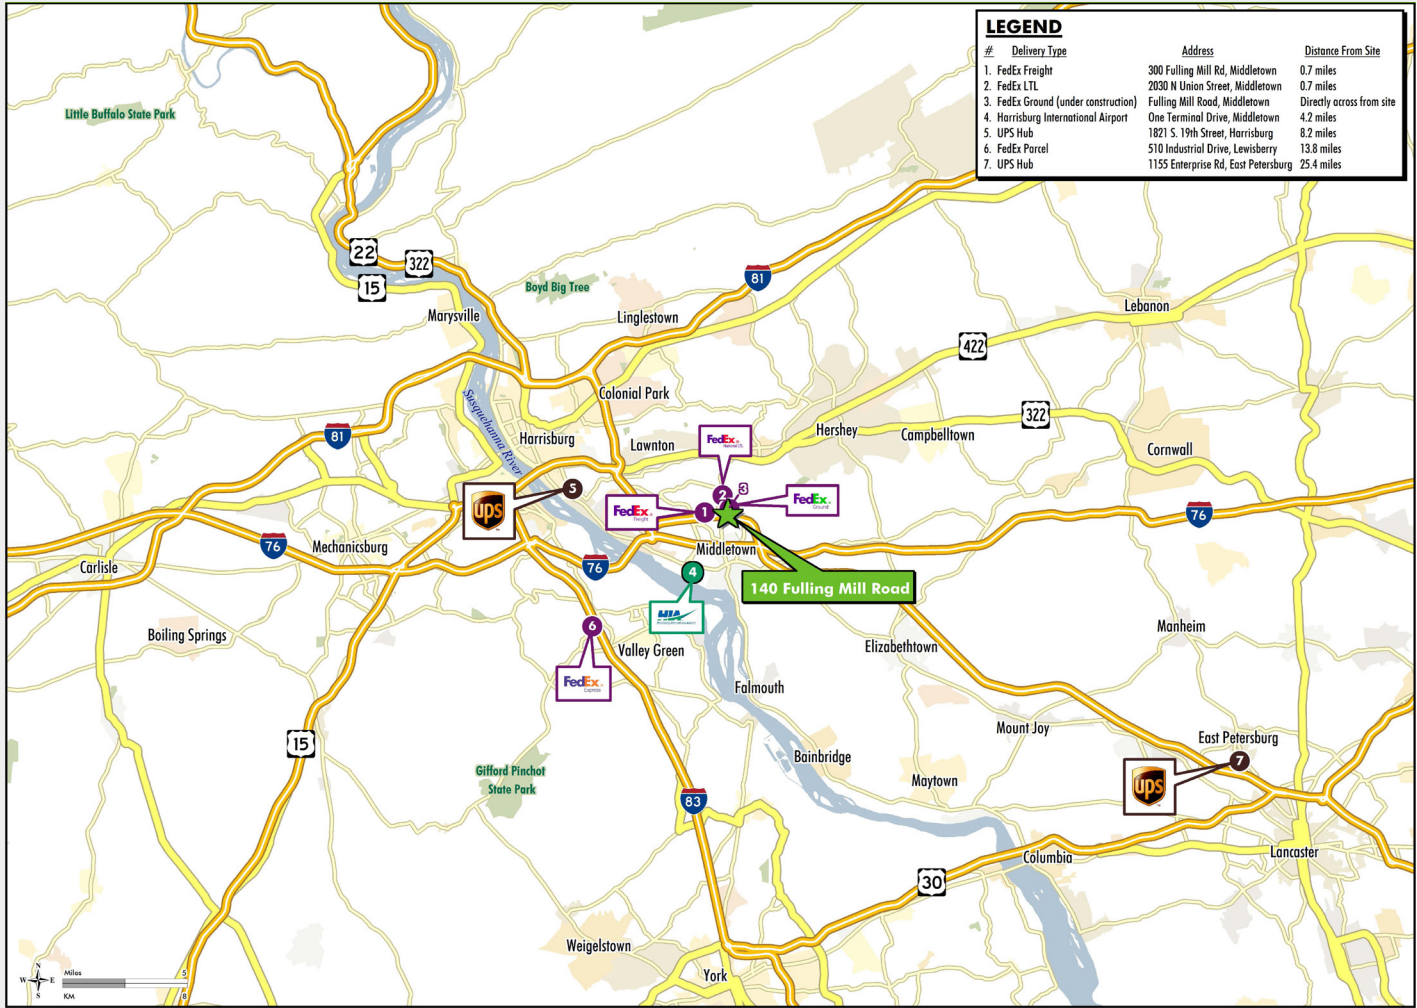 LEGEND
# Delivery Type Address Distance From Site
1. FedEx Freight 300 Fulling Mill Rd, Middletown 0.7 miles
2. FedEx LTL 2030 N Union Street, Middletown 0.7 miles
3. FedEx Ground (under construction) Fulling Mill Road, Middletown Directly across from site
4. Harrisburg International Airport One Terminal Drive, Middletown 4.2 miles
5. UPS Hub 1821 S. 19th Street, Harrisburg 8.2 miles
6. FedEx Parcel 510 Industrial Drive, Lewisberry 13.8 miles
7. UPS Hub 1155 Enterprise Rd, East Petersburg 25.4 miles
Little Buffalo State Park
22
322
15
81
Boyd Big Tree
Marysville
Linglestown
Lebanon
422
Colonial Park
Susquehanna River
322
81
Harrisburg
Lawnton
FedEx
National LTL
Hershey
Campbelltown
Cornwall
5
ups
2
3
FedEx
Freight
1
FedEx
Ground
76
76
Mechanicsburg
76
Middletown
Carlisle
4
140 Fulling Mill Road
HIA
6
Boiling Springs
Valley Green
Elizabethtown
Manheim
FedEx
Express
Falmouth
15
Mount Joy
East Petersburg
Bainbridge
7
Gifford Pinchot
State Park
Maytown
ups
83
Columbia
Lancaster
30
Weigelstown
York
N
W E
S
Miles 5
KM 8